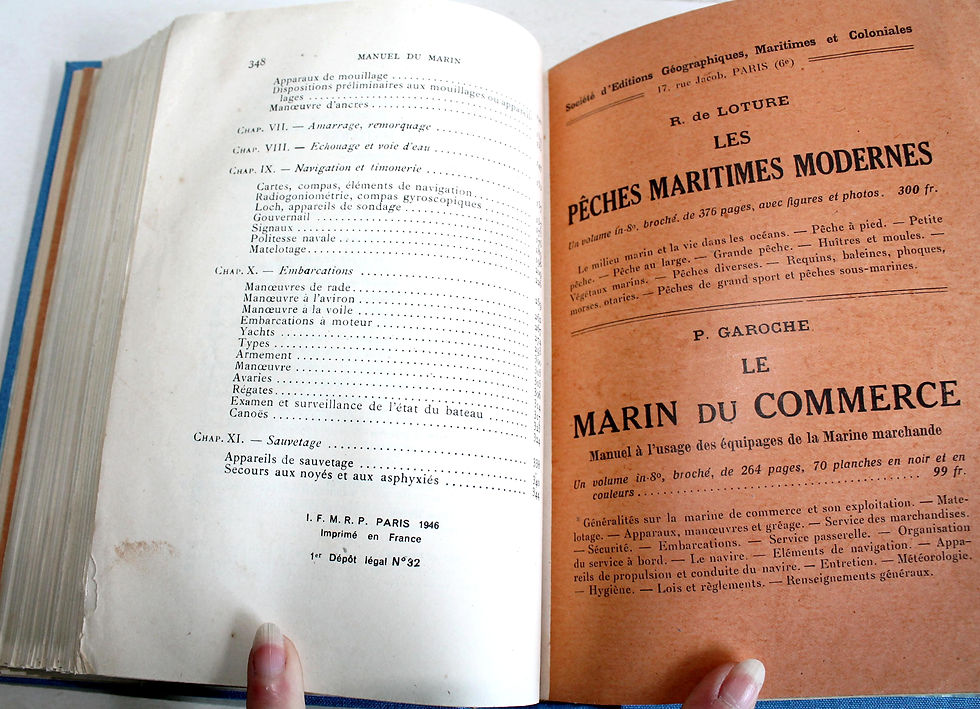 348 MANUEL DU MARIN
Apparaux de mouillage
Dispositions préliminaires aux mouillages ou appareil-
lages
Manœuvre d'ancres
CHAP. VII. — Amarrage, remorquage
CHAP. VIII. — Echouage et voie d'eau
CHAP. IX. — Navigation et timonerie
Cartes, compas, éléments de navigation
Radiogoniométrie, compas gyroscopiques
Loch, appareils de sondage
Gouvernail
Signaux
Politesse navale
Matelotage
CHAP. X. — Embarcations
Manœuvres de rade
Manœuvre à l'aviron
Manœuvre a la voile
Embarcations à moteur
Yachts
Types
Armement
Manœuvre
Avaries
Régates
Examen et surveillance de l'état du bateau
Canoës
CHAP. XI. — Sauvetage
Appareils de sauvetage
Secours aux noyés et aux asphyxiés
I. F. M. R. P. PARIS 1946
Imprimé en France
1er Dépôt légal N° 32
Société d'Editions Géographiques, Maritimes et Coloniales
17, rue Jacob. PARIS (6e)
R. de LOTURE
LES
PÊCHES MARITIMES MODERNES
Un volume in-8°, broché. de 376 pages, avec figures et photos. 300 fr.
Le milieu marin et la vie dans les océans. — Pêche à pied. — Petite
pêche. — Pêche au large. — Grande pêche. — Huîtres et moules. —
Végétaux marins. — Pêches diverses. — Requins, baleines, phoques,
morses, otaries. — Pêches de grand sport et pêches sous-marines.
P. GAROCHE
LE
MARIN DU COMMERCE
Manuel à l'usage des équipages de la Marine marchande
Un volume in-8°, broché, de 264 pages, 70 planches en noir et en
couleurs . . . . . . . . . . 99 fr.
Généralités sur la marine de commerce et son exploitation. — Mate-
lotage. — Apparaux, manœuvres et gréage. — Service des marchandises.
— Sécurité. — Embarcations. — Service passerelle. — Organisation
du service à bord. — Le navire. — Eléments de navigation. — Appa-
reils de propulsion et conduite du navire. — Entretien. — Météorologie.
— Hygiène. — Lois et règlements. — Renseignements généraux.